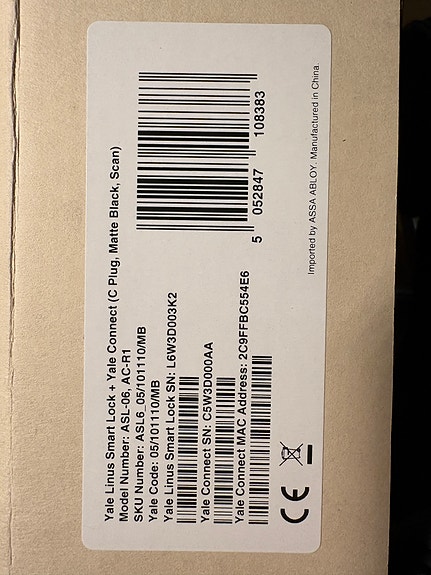 Yale Linus Smart Lock + Yale Connect (C Plug, Matte Black, Scan)
Model Number: ASL-06, AC-R1
SKU Number: ASL6_05/101110/MB
Yale Code: 05/101110/MB
Yale Linus Smart Lock SN: L6W3D003K2
Yale Connect SN: C5W3D000AA
Yale Connect MAC Address: 2C9FFBC554E6
5 052847 108383
CE
Imported by ASSA ABLOY. Manufactured in China.